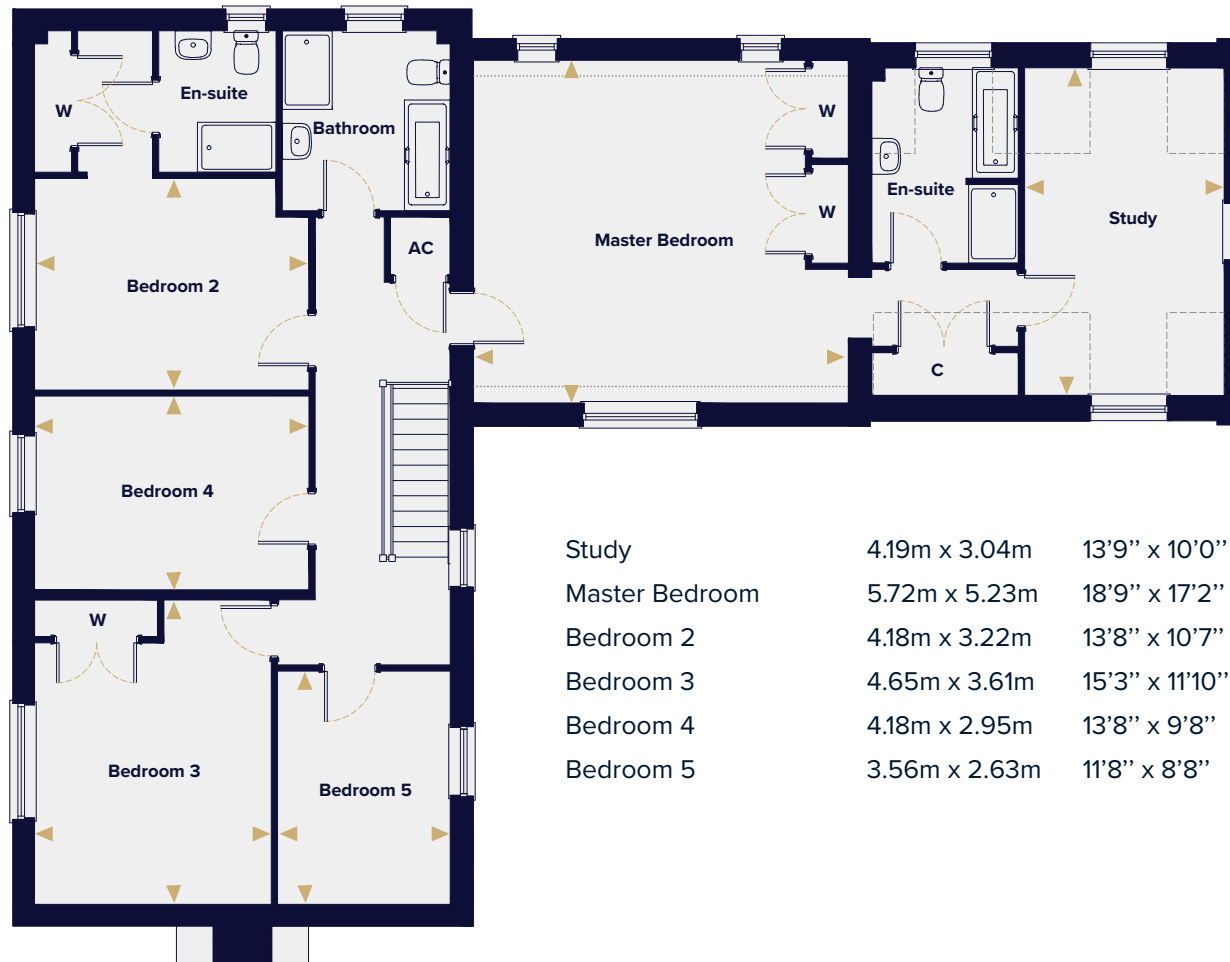 En-suite
W
Bathroom
W
W
En-suite
Study
Master Bedroom
AC
Bedroom 2
C
Bedroom 4
W
Bedroom 3
Bedroom 5
Study 4.19m x 3.04m 13’9’’ x 10’0’’
Master Bedroom 5.72m x 5.23m 18’9’’ x 17’2’’
Bedroom 2 4.18m x 3.22m 13’8’’ x 10’7’’
Bedroom 3 4.65m x 3.61m 15’3’’ x 11’10’’
Bedroom 4 4.18m x 2.95m 13’8’’ x 9’8’’
Bedroom 5 3.56m x 2.63m 11’8’’ x 8’8’’